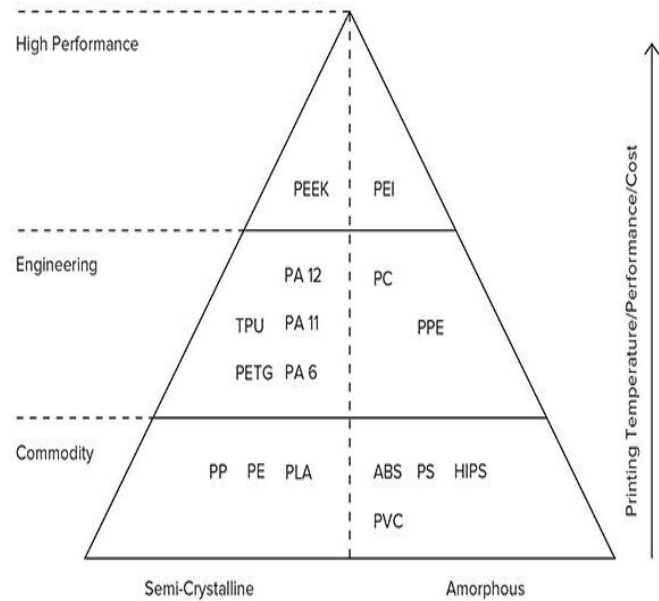 High Performance
PEEK PEI
Engineering
PA 12 PC
TPU PA 11 PPE
PETG PA 6
Commodity
PP PE PLA ABS PS HIPS
PVC
Semi-Crystalline Amorphous
Printing Temperature/Performance/Cost